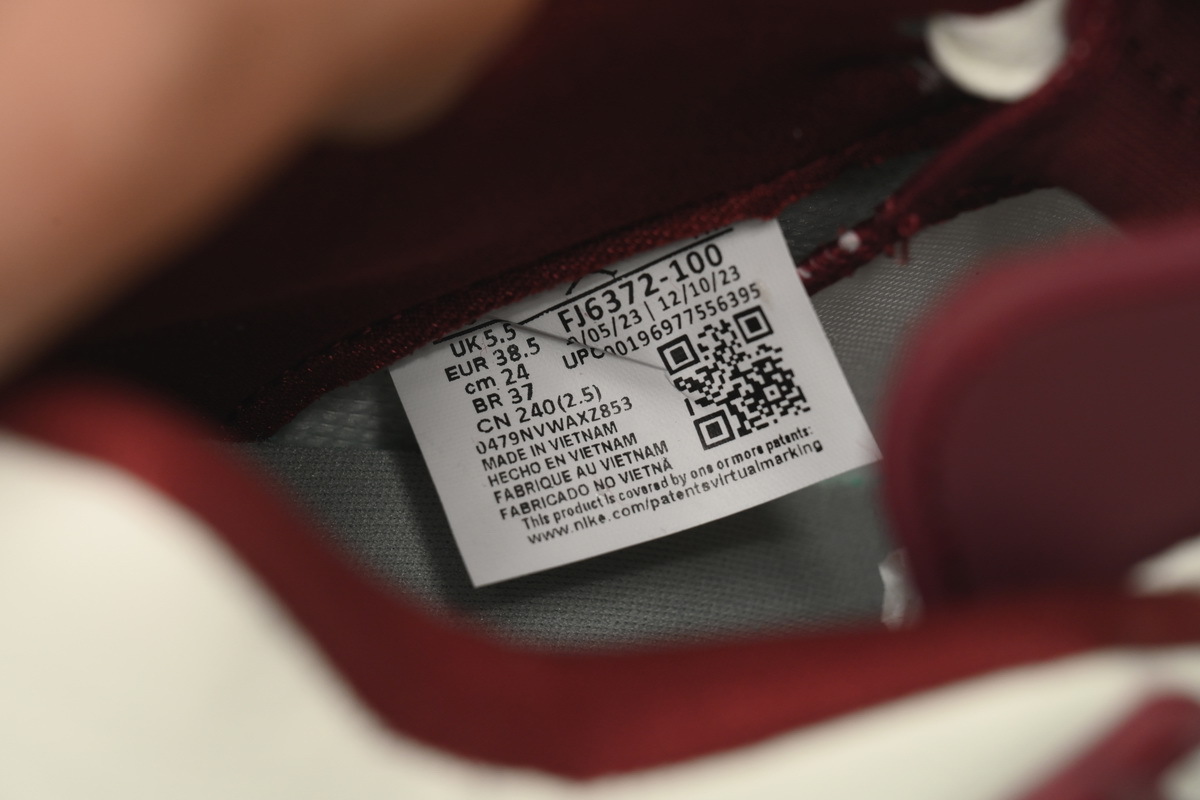 UK 5.5
EUR 38.5
cm 24
BR 37
CN 240(2.5)
FJ6372-100
/05/23 | 12/10/23
00196977556395
0479NVWAXZ853
MADE IN VIETNAM
HECHO EN VIETNAM
FABRIQUE AU VIETNAM
FABRICADO NO VIETNÃ
This product is covered by one or more patents:
www.nike.com/patentsvirtualmarking